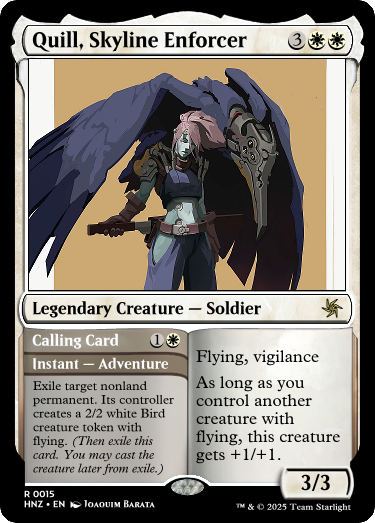 Quill, Skyline Enforcer 3
Legendary Creature — Soldier
Calling Card 1
Instant — Adventure
Exile target nonland
permanent. Its controller
creates a 2/2 white Bird
creature token with
flying. (Then exile this
card. You may cast the
creature later from exile.)
Flying, vigilance
As long as you
control another
creature with
flying, this creature
gets +1/+1.
3/3
R 0015
HNZ • EN Joaquim Barata
™ & © 2025 Team Starlight